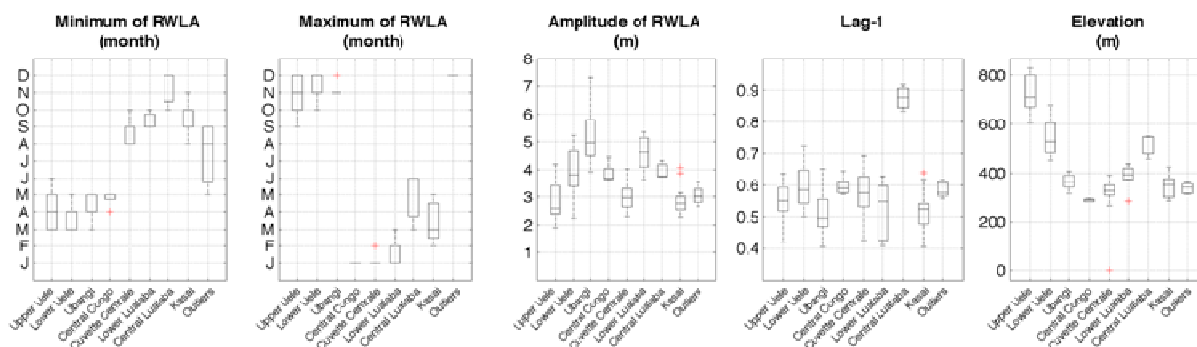 Minimum of RWLA
(month)
D
N
O
S
A
J
J
M
A
M
F
J
Upper Uele
Lower Uele
Ubangi
Central Congo
Cuvette Centrale
Lower Lualaba
Central Lualaba
Kasai
Outliers
Maximum of RWLA
(month)
D
N
O
S
A
J
J
M
A
M
F
J
Upper Uele
Lower Uele
Ubangi
Central Congo
Cuvette Centrale
Lower Lualaba
Central Lualaba
Kasai
Outliers
Amplitude of RWLA
(m)
8
7
6
5
4
3
2
1
Upper Uele
Lower Uele
Ubangi
Central Congo
Cuvette Centrale
Lower Lualaba
Central Lualaba
Kasai
Outliers
Lag-1
0.9
0.8
0.7
0.6
0.5
0.4
Upper Uele
Lower Uele
Ubangi
Central Congo
Cuvette Centrale
Lower Lualaba
Central Lualaba
Kasai
Outliers
Elevation
(m)
800
600
400
200
0
Upper Uele
Lower Uele
Ubangi
Central Congo
Cuvette Centrale
Lower Lualaba
Central Lualaba
Kasai
Outliers